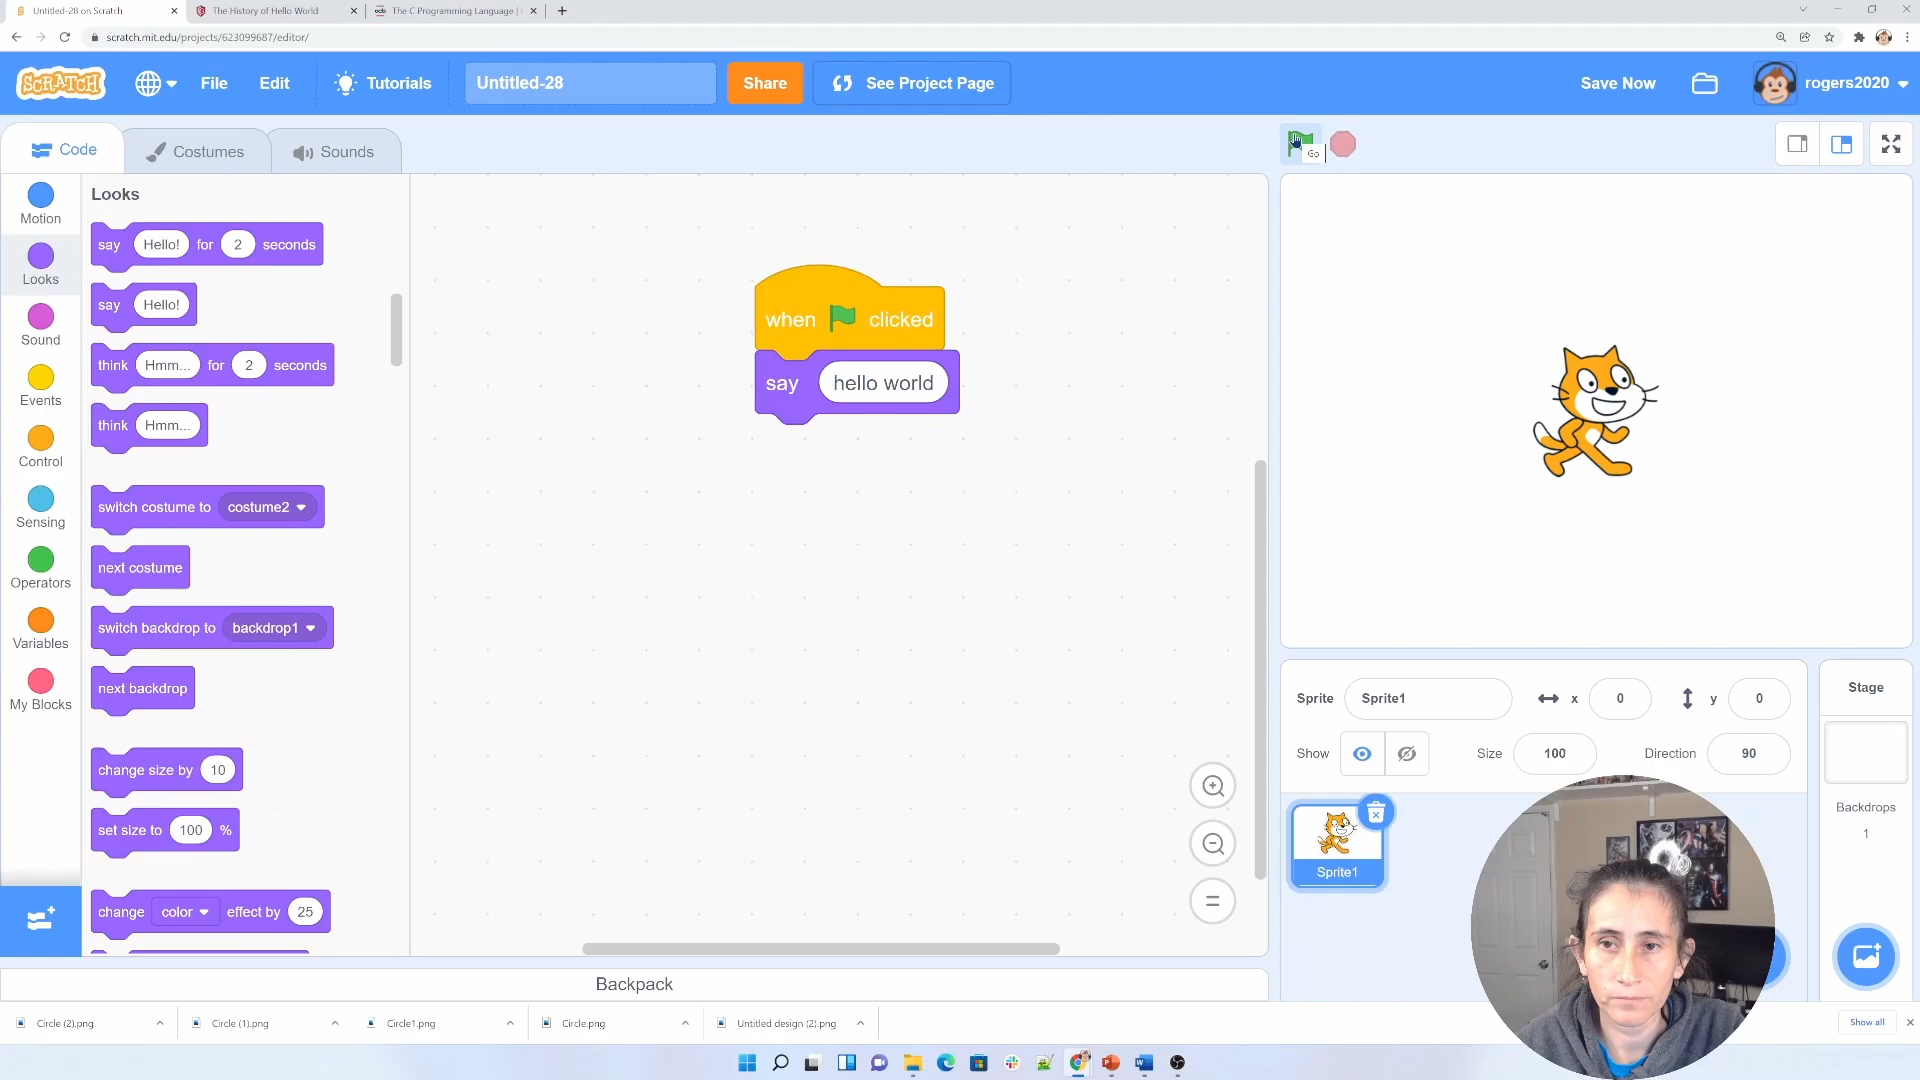 Untitled-28 on Scratch
The History of Hello World
The C Programming Language |
scratch.mit.edu/projects/623099687/editor/
SCRATCH
File
Edit
Tutorials
Untitled-28
Share
See Project Page
Save Now
rogers2020
Code
Costumes
Sounds
Go
Motion
Looks
Sound
Events
Control
Sensing
Operators
Variables
My Blocks
Looks
say Hello! for 2 seconds
say Hello!
think Hmm... for 2 seconds
think Hmm...
switch costume to costume2
next costume
switch backdrop to backdrop1
next backdrop
change size by 10
set size to 100 %
change color effect by 25
when clicked
say hello world
Sprite Sprite1 x 0 y 0
Show Size 100 Direction 90
Sprite1
Stage
Backdrops
1
Backpack
Circle (2).png
Circle (1).png
Circle1.png
Circle.png
Untitled design (2).png
Show all